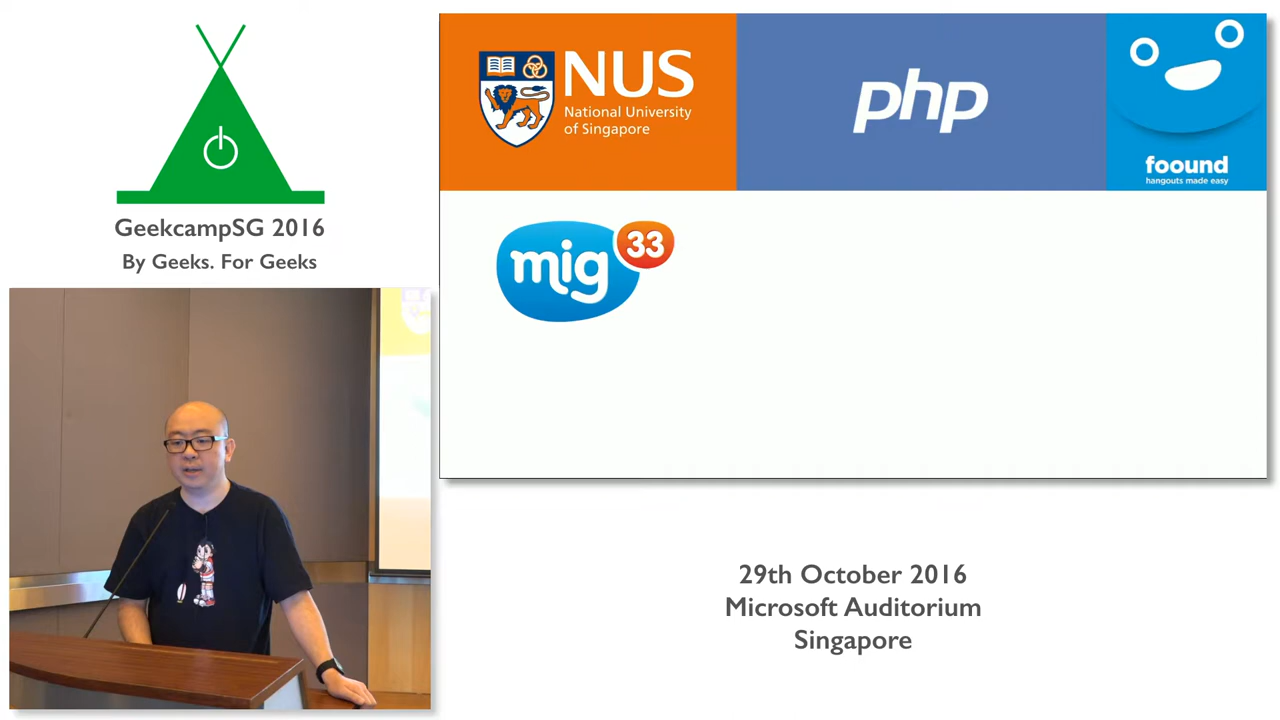 GeekcampSG 2016
By Geeks. For Geeks
NUS
National University
of Singapore
php
foound
hangouts made easy
mig
33
29th October 2016
Microsoft Auditorium
Singapore